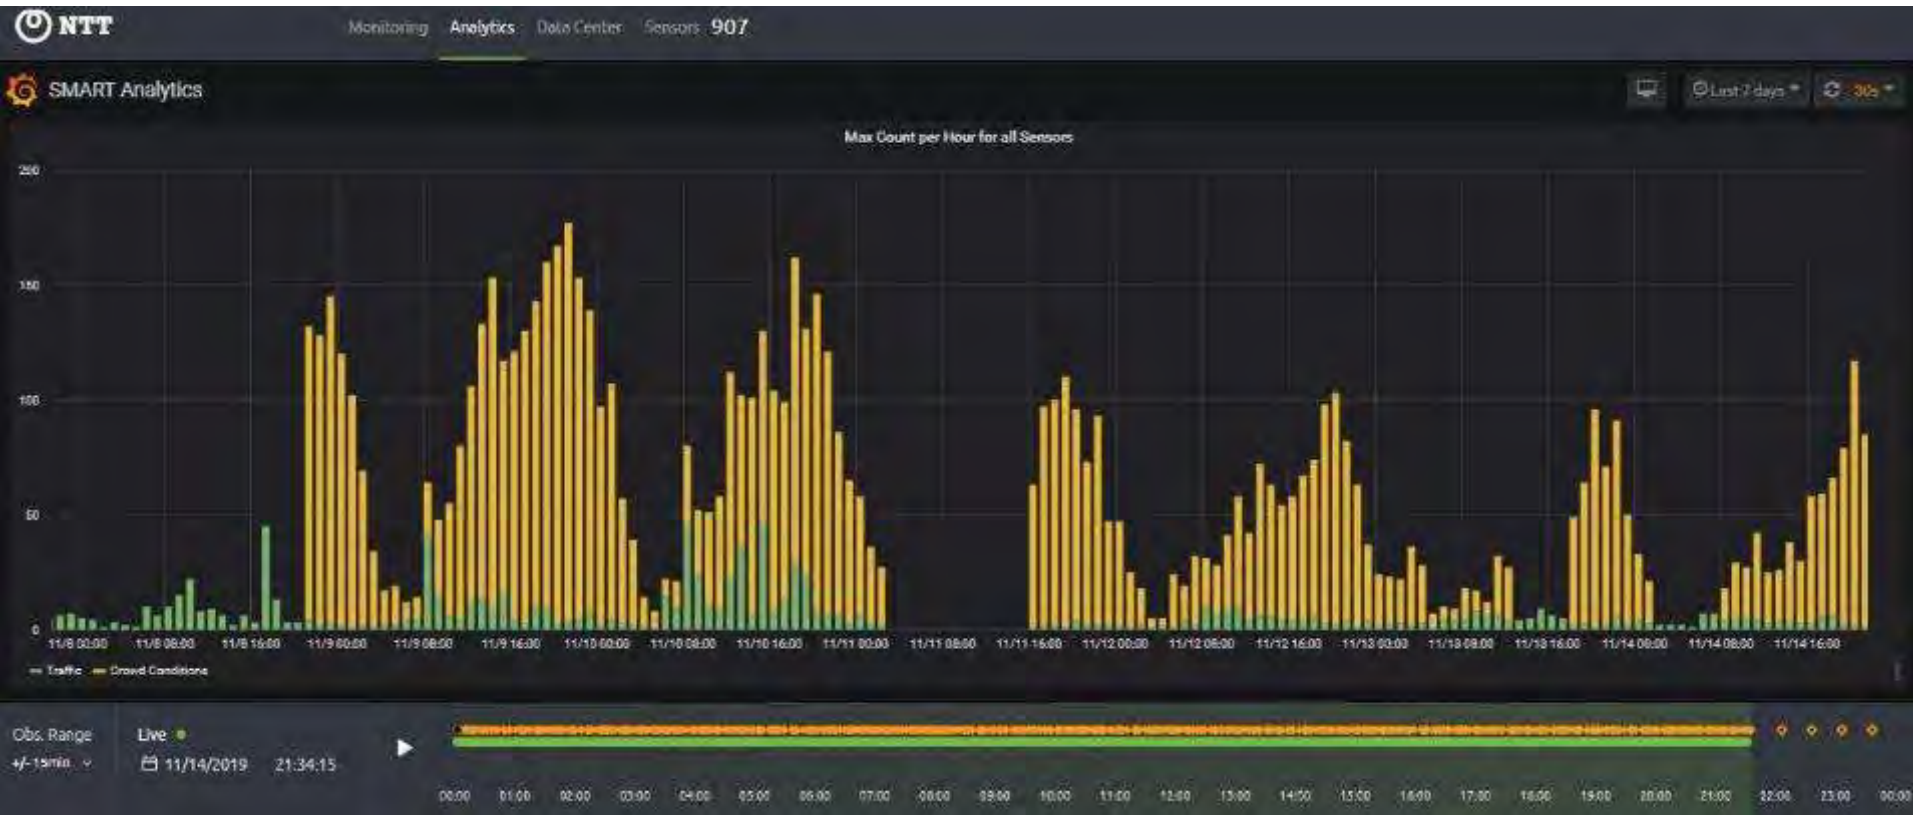 NTT
Monitoring Analytics Data Center Sensors 907
SMART Analytics
Last 7 days 30s
Max Count per Hour for all Sensors
200
150
100
50
0
11/8 00:00 11/8 08:00 11/8 16:00 11/9 00:00 11/9 08:00 11/9 16:00 11/10 00:00 11/10 08:00 11/10 16:00 11/11 00:00 11/11 08:00 11/11 16:00 11/12 00:00 11/12 08:00 11/12 16:00 11/13 00:00 11/13 08:00 11/13 16:00 11/14 00:00 11/14 08:00 11/14 16:00
Traffic Crowd Conditions
Obs. Range Live
+/- 15min 11/14/2019 21:34:15
00:00 01:00 02:00 03:00 04:00 05:00 06:00 07:00 08:00 09:00 10:00 11:00 12:00 13:00 14:00 15:00 16:00 17:00 18:00 19:00 20:00 21:00 22:00 23:00 00:00